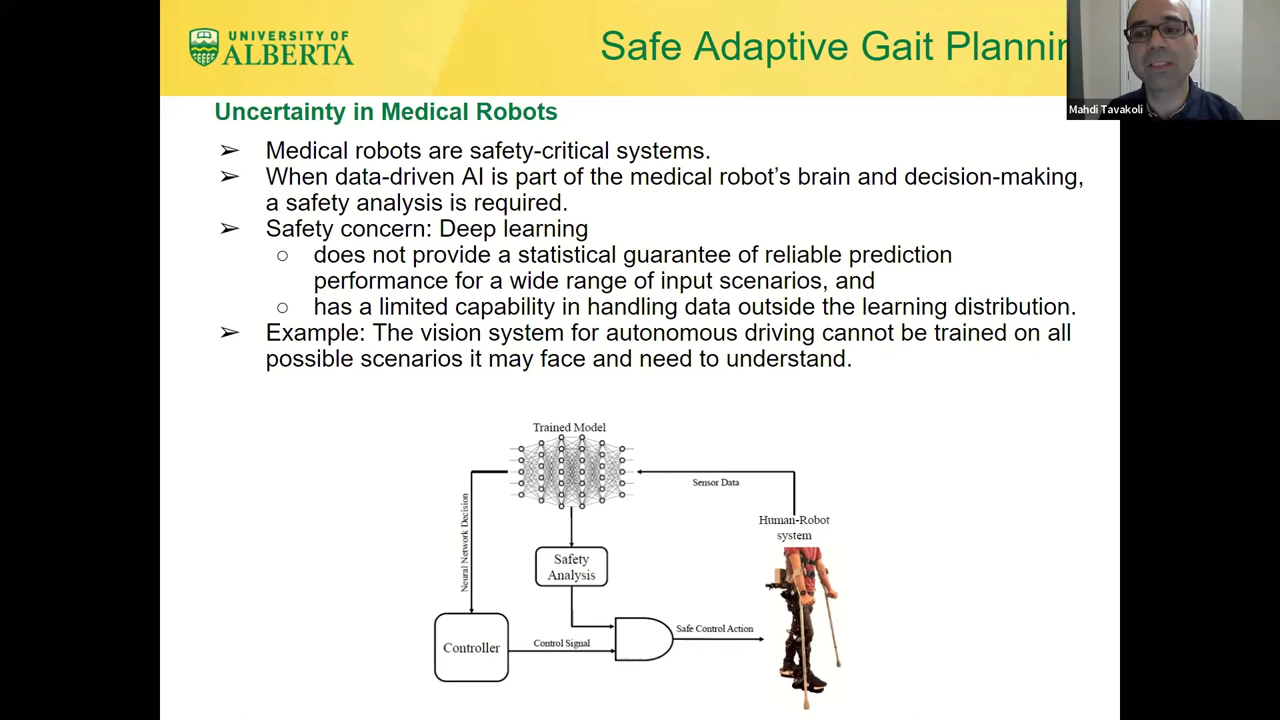 UNIVERSITY OF
ALBERTA
Safe Adaptive Gait Plannin
Mahdi Tavakoli
Uncertainty in Medical Robots
➢ Medical robots are safety-critical systems.
➢ When data-driven AI is part of the medical robot’s brain and decision-making,
a safety analysis is required.
➢ Safety concern: Deep learning
○ does not provide a statistical guarantee of reliable prediction
performance for a wide range of input scenarios, and
○ has a limited capability in handling data outside the learning distribution.
➢ Example: The vision system for autonomous driving cannot be trained on all
possible scenarios it may face and need to understand.
Trained Model
Sensor Data
Neural Network Decision
Human-Robot
system
Safety
Analysis
Controller
Control Signal
Safe Control Action